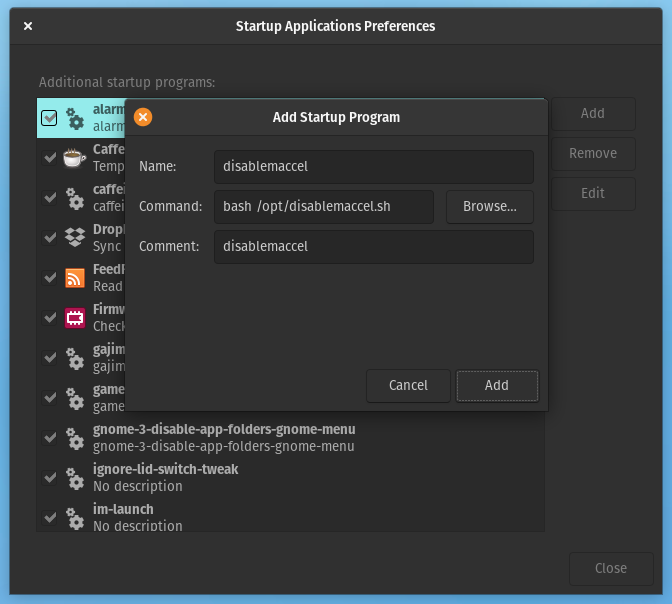 Startup Applications Preferences
Additional startup programs:
alarm
alarm
Caffe
Temp
caffei
caffei
Drop
Sync
FeedR
Read
Firmw
Check
gajim
gajim
game
game
gnome-3-disable-app-folders-gnome-menu
gnome-3-disable-app-folders-gnome-menu
ignore-lid-switch-tweak
No description
im-launch
No description
Add
Remove
Edit
Close
Add Startup Program
Name: disablemaccel
Command: bash /opt/disablemaccel.sh Browse...
Comment: disablemaccel
Cancel Add